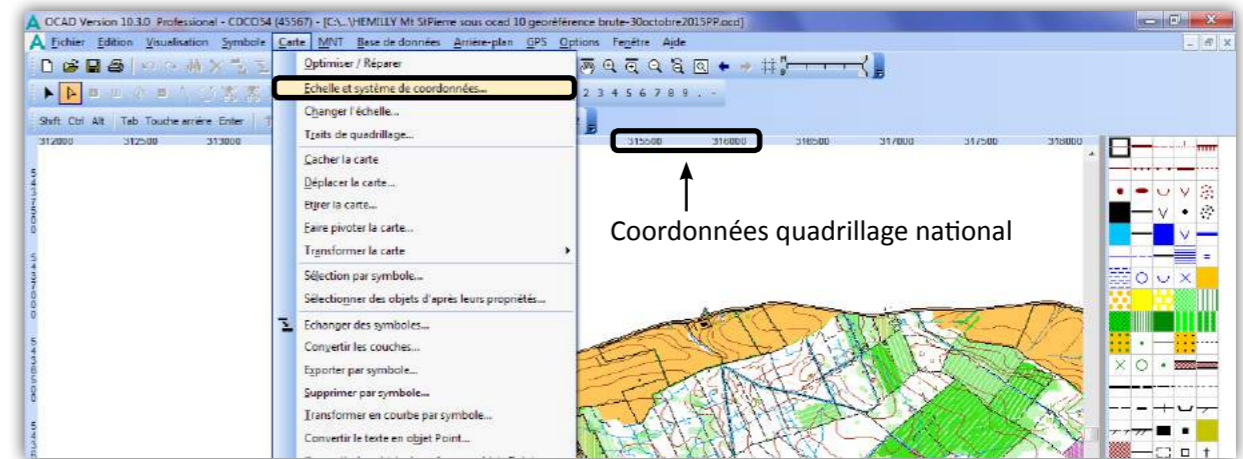 OCAD Version 10.3.0 Professional - CDCO54 (45567) - [C:\...\HEMILLY Mt StPierre sous ocad 10 georéférence brute-30octobre2015PP.ocd]
Fichier Edition Visualisation Symbole Carte MNT Base de données Arrière-plan GPS Options Fenêtre Aide
Optimiser / Réparer
Echelle et système de coordonnées...
2 3 4 5 6 7 8 9 . -
Changer l'échelle...
Shift Ctrl Alt Tab Touche arrière Enter
Traits de quadrillage...
312000 312500 313000 315500 316000 316500 317000 317500 318000
Cacher la carte
Déplacer la carte...
5437500
Etirer la carte...
Faire pivoter la carte...
Coordonnées quadrillage national
Transformer la carte
5437000
Sélection par symbole...
Sélectionner des objets d'après leurs propriétés...
Echanger des symboles...
Convertir les couches...
5436500
Exporter par symbole...
Supprimer par symbole...
Transformer en courbe par symbole...
Convertir le texte en objet Point...